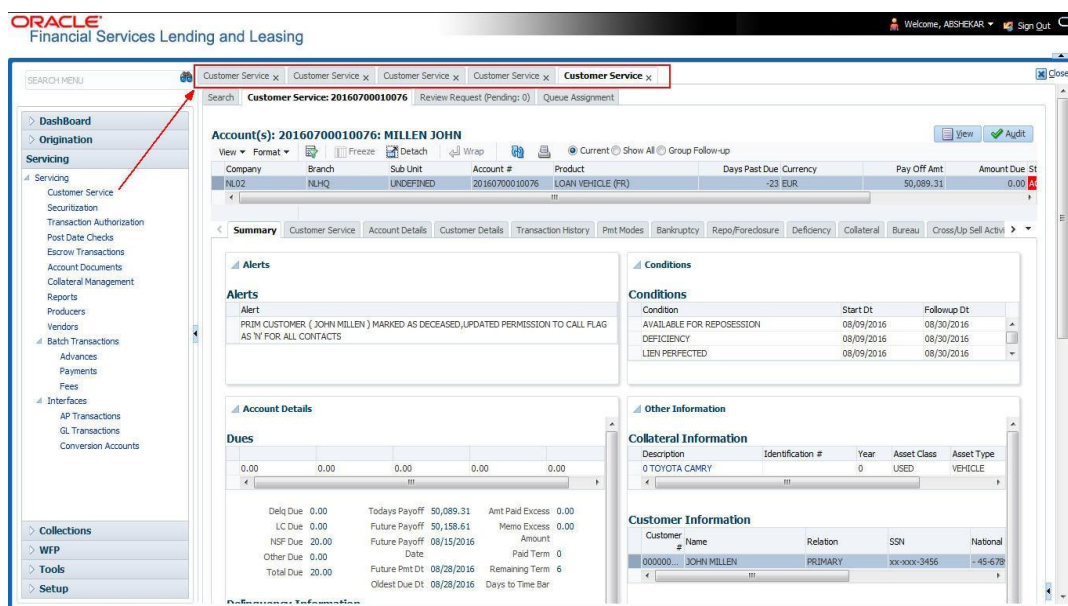 ORACLE'
Financial Services Lending and Leasing
Welcome, ABSHEKAR Sign Out
SEARCH MENU
Customer Service x Customer Service x Customer Service x Customer Service x Customer Service x
Close
Search Customer Service: 20160700010076 Review Request (Pending: 0) Queue Assignment
DashBoard
Origination
Servicing
Servicing
Customer Service
Securitization
Transaction Authorization
Post Date Checks
Escrow Transactions
Account Documents
Collateral Management
Reports
Producers
Vendors
Batch Transactions
Advances
Payments
Fees
Interfaces
AP Transactions
GL Transactions
Conversion Accounts
Collections
WFP
Tools
Setup
Account(s): 20160700010076: MILLEN JOHN
View Audit
View Format Freeze Detach Wrap Current Show All Group Follow-up
Company Branch Sub Unit Account # Product Days Past Due Currency Pay Off Amt Amount Due St
NL02 NLHQ UNDEFINED 20160700010076 LOAN VEHICLE (FR) -23 EUR 50,089.31 0.00
Summary Customer Service Account Details Customer Details Transaction History Pmt Modes Bankruptcy Repo/Foreclosure Deficiency Collateral Bureau Cross/Up Sell Activi
Alerts
Alerts
Alert
PRIM CUSTOMER ( JOHN MILLEN ) MARKED AS DECEASED,UPDATED PERMISSION TO CALL FLAG
AS 'N' FOR ALL CONTACTS
Conditions
Conditions
Condition Start Dt Followup Dt
AVAILABLE FOR REPOSESSION 08/09/2016 08/30/2016
DEFICIENCY 08/09/2016 08/30/2016
LIEN PERFECTED 08/09/2016 08/30/2016
Account Details
Dues
0.00 0.00 0.00 0.00 0.00
Delq Due 0.00 Todays Payoff 50,089.31 Amt Paid Excess 0.00
LC Due 0.00 Future Payoff 50,158.61 Memo Excess 0.00
Amount
NSF Due 20.00 Future Payoff 08/15/2016
Date
Other Due 0.00 Paid Term 0
Total Due 20.00 Future Pmt Dt 08/28/2016 Remaining Term 6
Oldest Due Dt 08/28/2016 Days to Time Bar
Delinquency Information
Other Information
Collateral Information
Description Identification # Year Asset Class Asset Type
0 TOYOTA CAMRY 0 USED VEHICLE
Customer Information
Customer # Name Relation SSN National
000000... JOHN MILLEN PRIMARY xx-xxx-3456